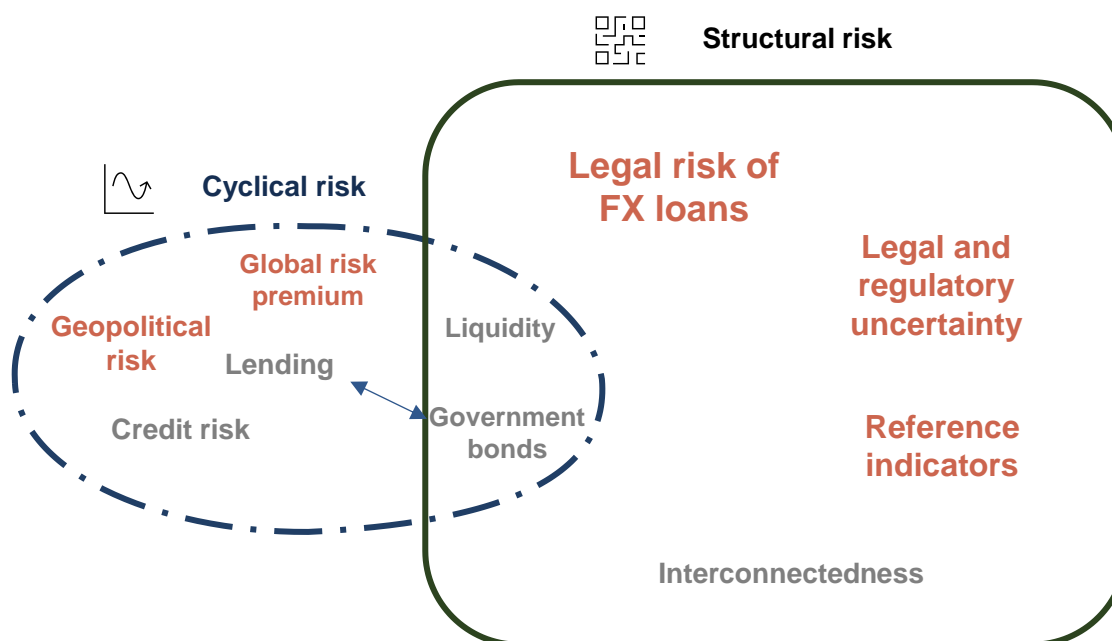 Structural risk
Cyclical risk
Legal risk of
FX loans
Global risk
premium
Geopolitical
risk
Lending
Credit risk
Liquidity
Government
bonds
Legal and
regulatory
uncertainty
Reference
indicators
Interconnectedness